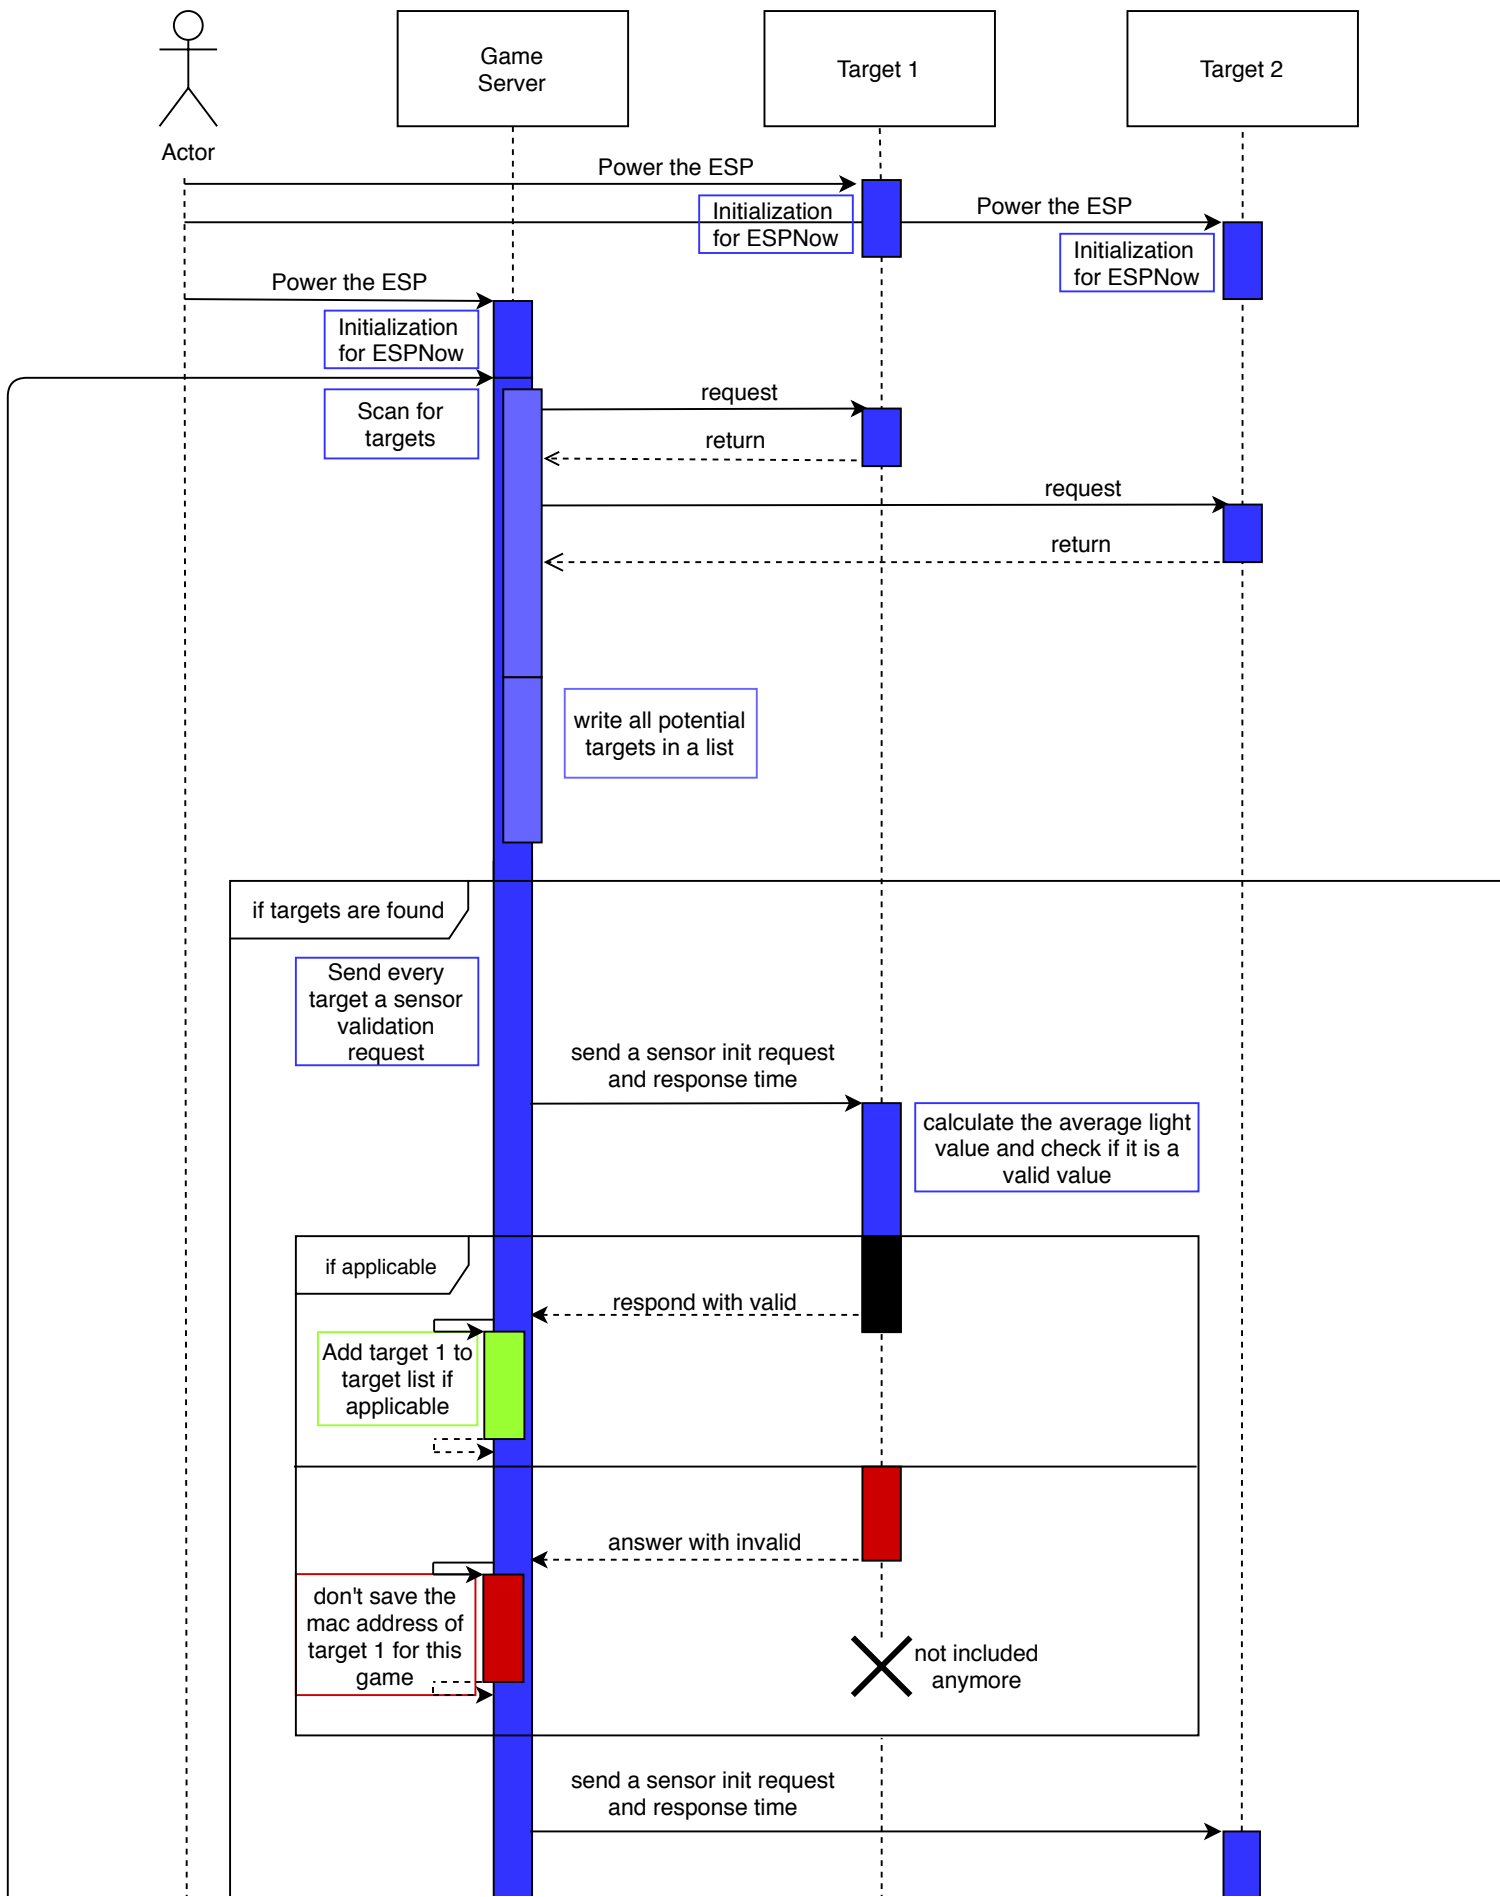 Game
Server
Target 1
Target 2
Actor
Power the ESP
Initialization
for ESPNow
Power the ESP
Initialization
for ESPNow
Power the ESP
Initialization
for ESPNow
Scan for
targets
request
return
request
return
write all potential
targets in a list
if targets are found
Send every
target a sensor
validation
request
send a sensor init request
and response time
calculate the average light
value and check if it is a
valid value
if applicable
respond with valid
Add target 1 to
target list if
applicable
answer with invalid
don't save the
mac address of
target 1 for this
game
not included
anymore
send a sensor init request
and response time